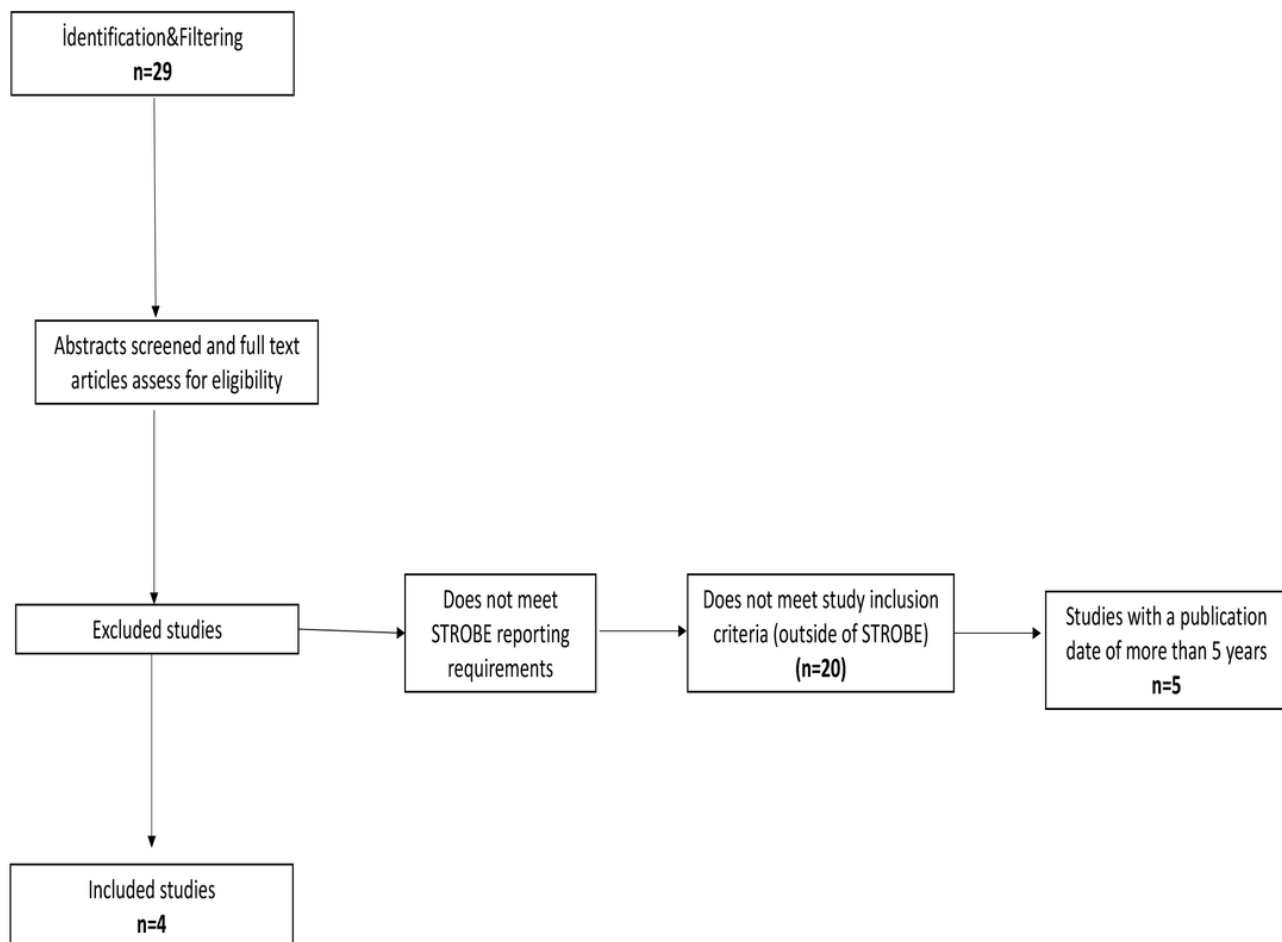 İdentification&Filtering
n=29
Abstracts screened and full text
articles assess for eligibility
Excluded studies
Does not meet
STROBE reporting
requirements
Does not meet study inclusion
criteria (outside of STROBE)
(n=20)
Studies with a publication
date of more than 5 years
n=5
Included studies
n=4